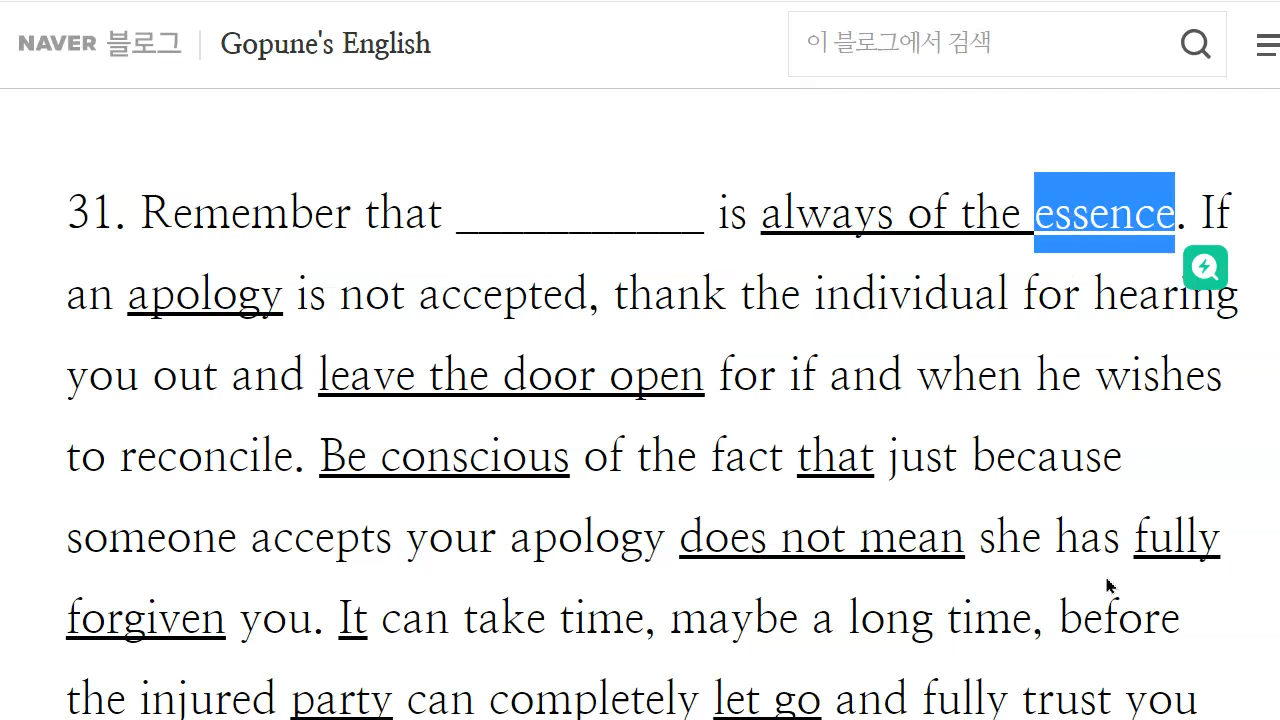 NAVER 블로그 Gopune's English 이 블로그에서 검색
31. Remember that ____________ is always of the essence. If
an apology is not accepted, thank the individual for hearing
you out and leave the door open for if and when he wishes
to reconcile. Be conscious of the fact that just because
someone accepts your apology does not mean she has fully
forgiven you. It can take time, maybe a long time, before
the injured party can completely let go and fully trust you